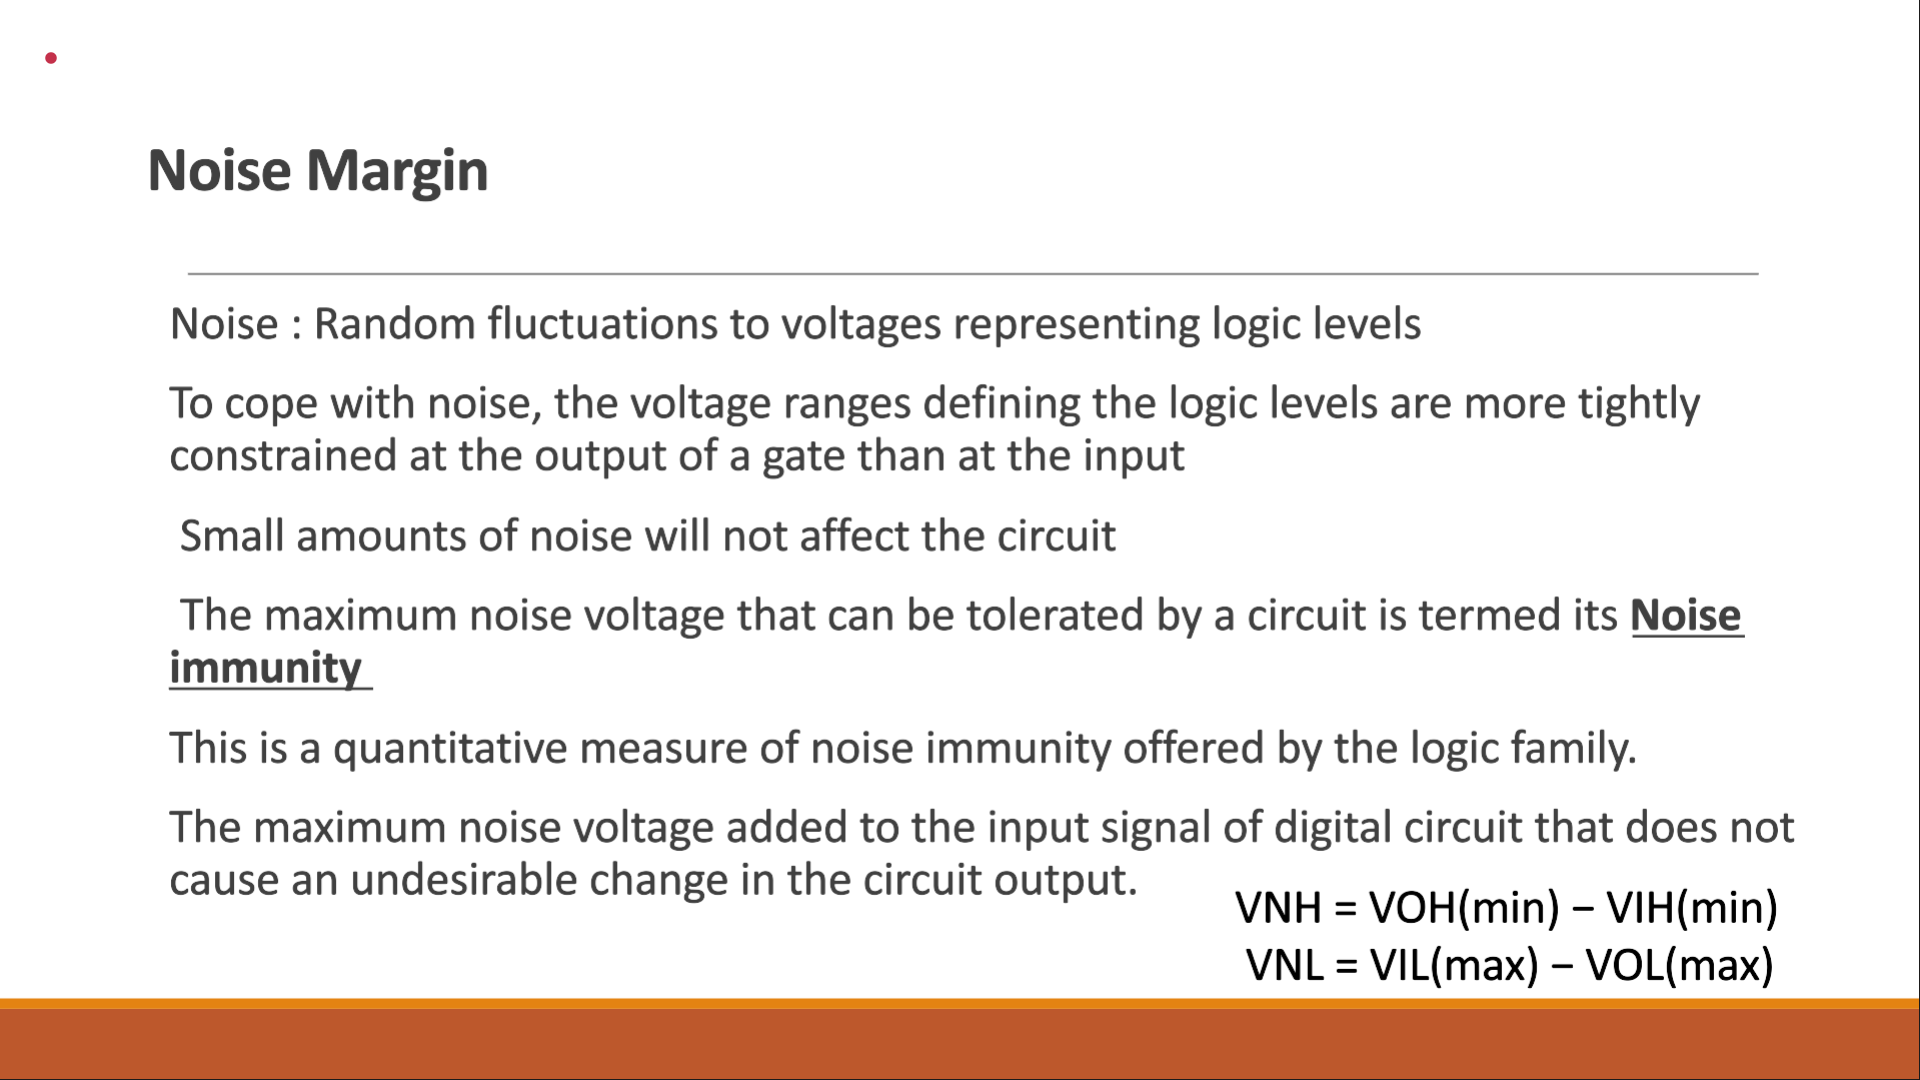 Noise Margin
Noise : Random fluctuations to voltages representing logic levels
To cope with noise, the voltage ranges defining the logic levels are more tightly
constrained at the output of a gate than at the input
Small amounts of noise will not affect the circuit
The maximum noise voltage that can be tolerated by a circuit is termed its Noise
immunity
This is a quantitative measure of noise immunity offered by the logic family.
The maximum noise voltage added to the input signal of digital circuit that does not
cause an undesirable change in the circuit output.
VNH = VOH(min) − VIH(min)
VNL = VIL(max) − VOL(max)